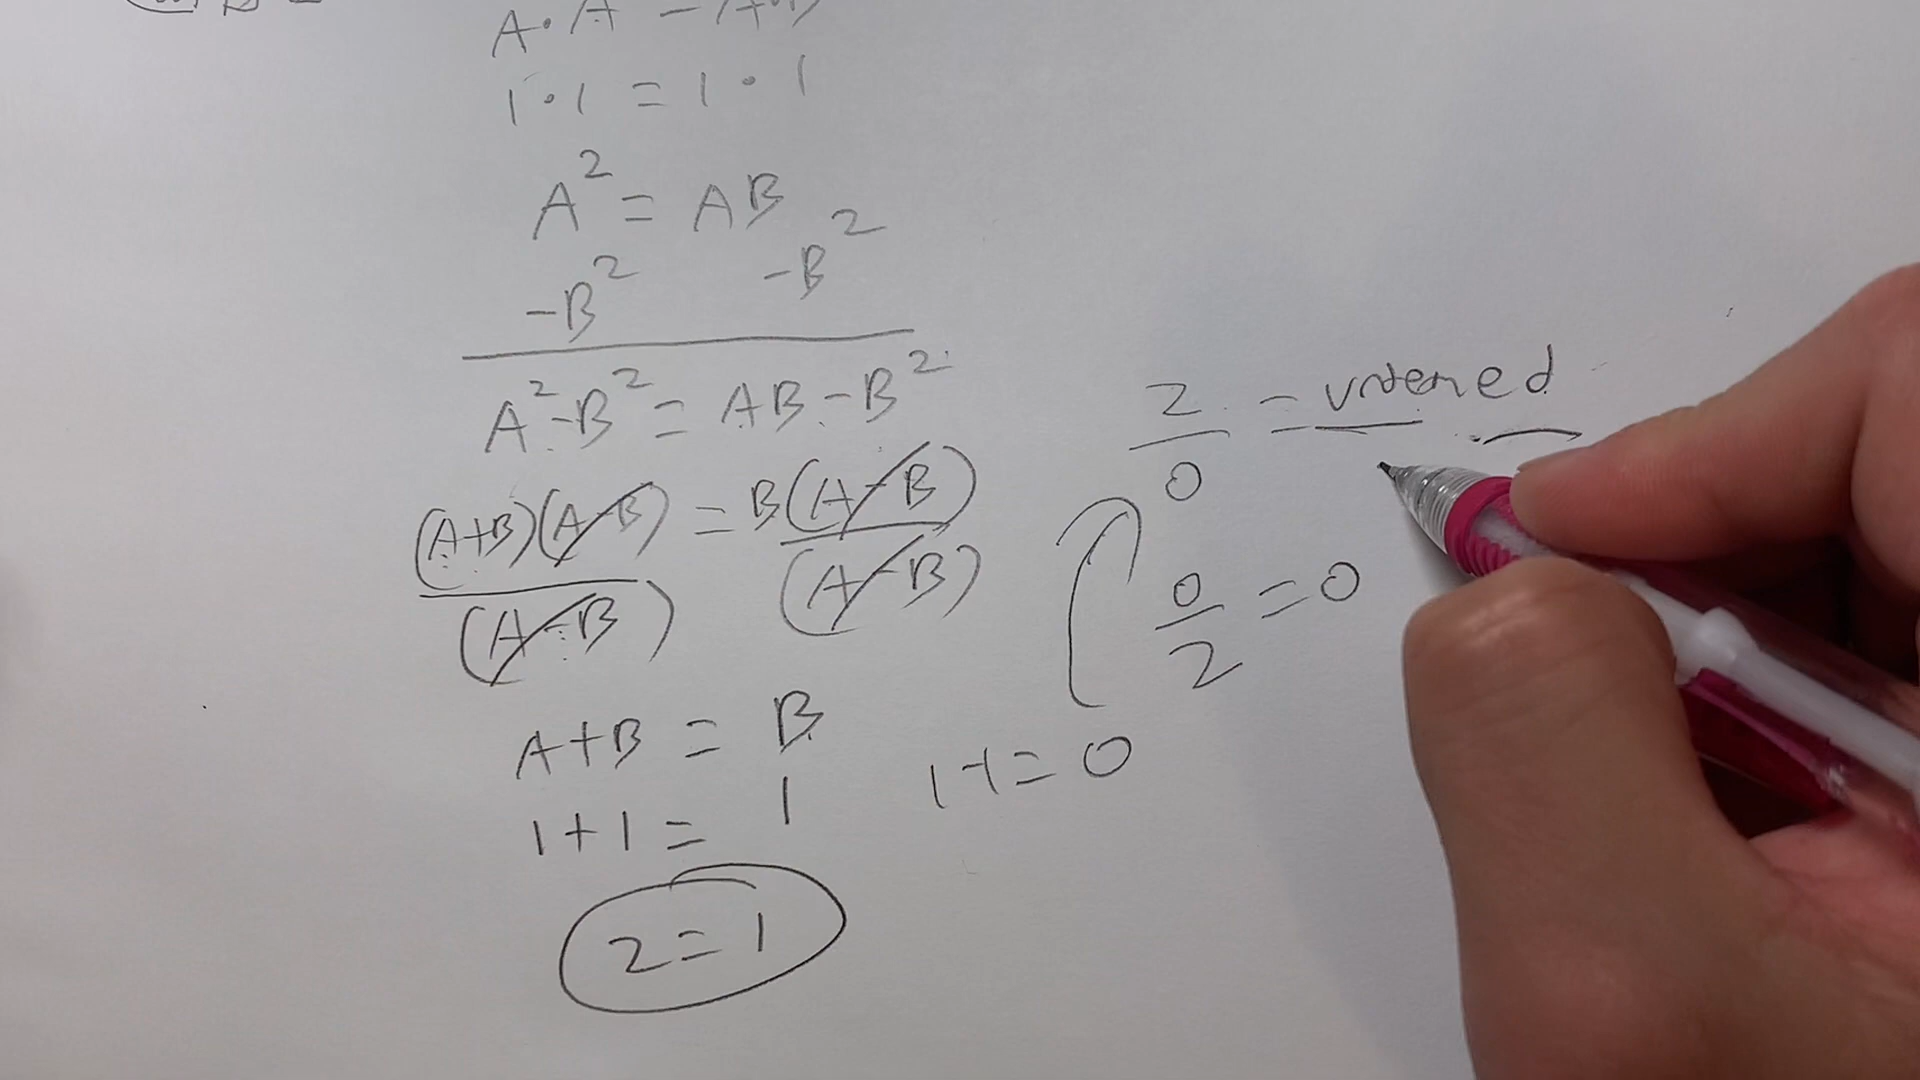 A·A = A·B
1·1 = 1·1
A² = AB
-B² -B²
A²-B² = AB-B²
(A+B)(A-B) = B(A-B)
(A-B) (A-B)
A+B = B
1+1 = 1
2=1
2/0 = undefined
0/2 = 0
1-1=0